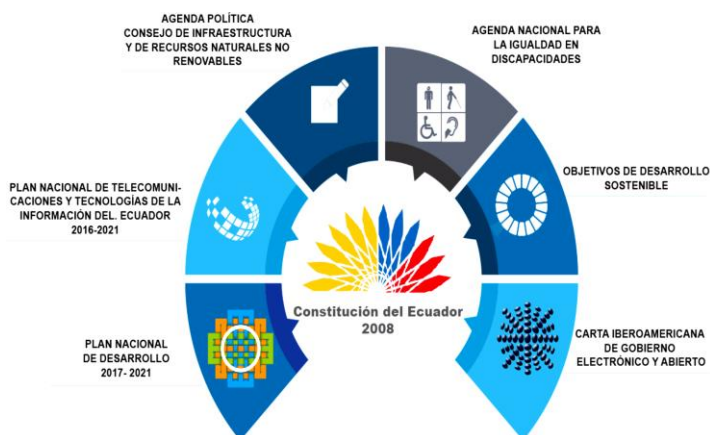 AGENDA POLÍTICA
CONSEJO DE INFRAESTRUCTURA
Y DE RECURSOS NATURALES NO
RENOVABLES
AGENDA NACIONAL PARA
LA IGUALDAD EN
DISCAPACIDADES
PLAN NACIONAL DE TELECOMUNI-
CACIONES Y TECNOLOGÍAS DE LA
INFORMACIÓN DEL. ECUADOR
2016-2021
OBJETIVOS DE DESARROLLO
SOSTENIBLE
Constitución del Ecuador
2008
PLAN NACIONAL
DE DESARROLLO
2017- 2021
CARTA IBEROAMERICANA
DE GOBIERNO
ELECTRÓNICO Y ABIERTO